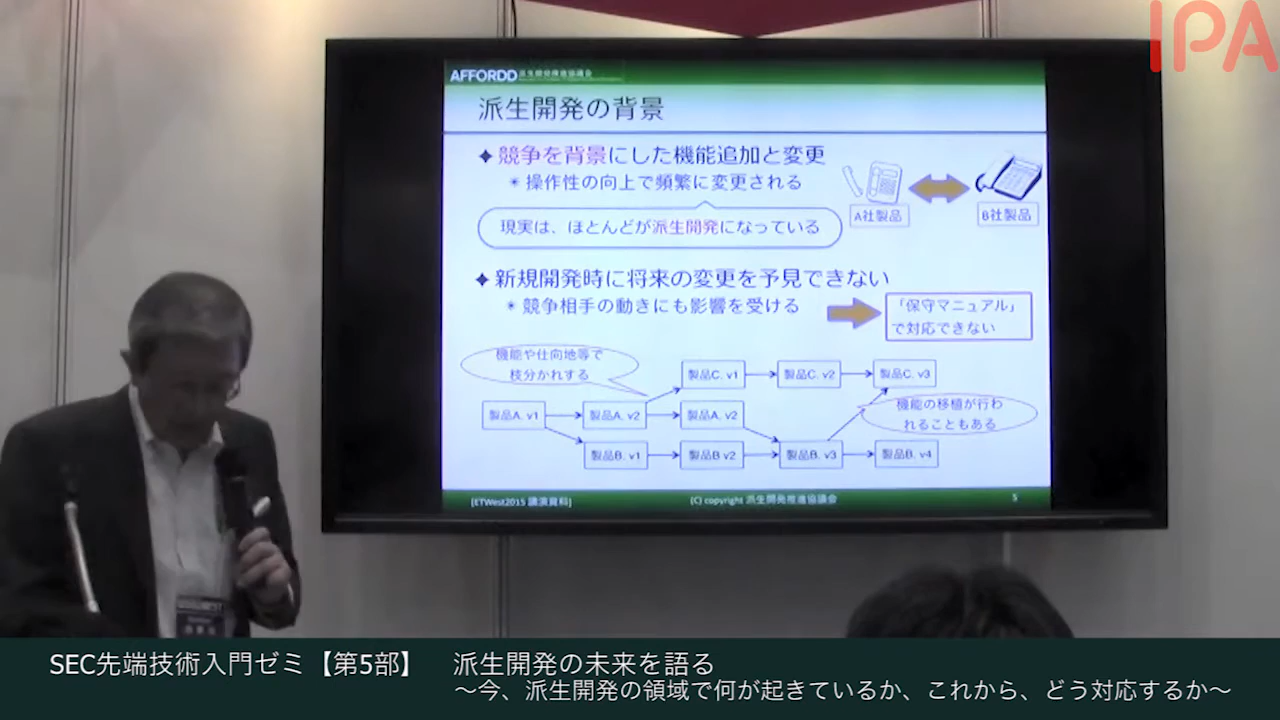 IPA
AFFORDD 派生開発推進協議会
派生開発の背景
競争を背景にした機能追加と変更
操作性の向上で頻繁に変更される
A社製品
B社製品
現実は、ほとんどが派生開発になっている
新規開発時に将来の変更を予見できない
競争相手の動きにも影響を受ける
「保守マニュアル」
で対応できない
機能や仕向地等で
枝分かれする
製品C. v1
製品C. v2
製品C. v3
製品A. v1
製品A. v2
製品A. v2
機能の移植が行わ
れることもある
製品B. v1
製品B v2
製品B. v3
製品B. v4
[ETWest2015 講演資料]
(C) copyright 派生開発推進協議会
5
SEC先端技術入門ゼミ【第5部】 派生開発の未来を語る
～今、派生開発の領域で何が起きているか、これから、どう対応するか～